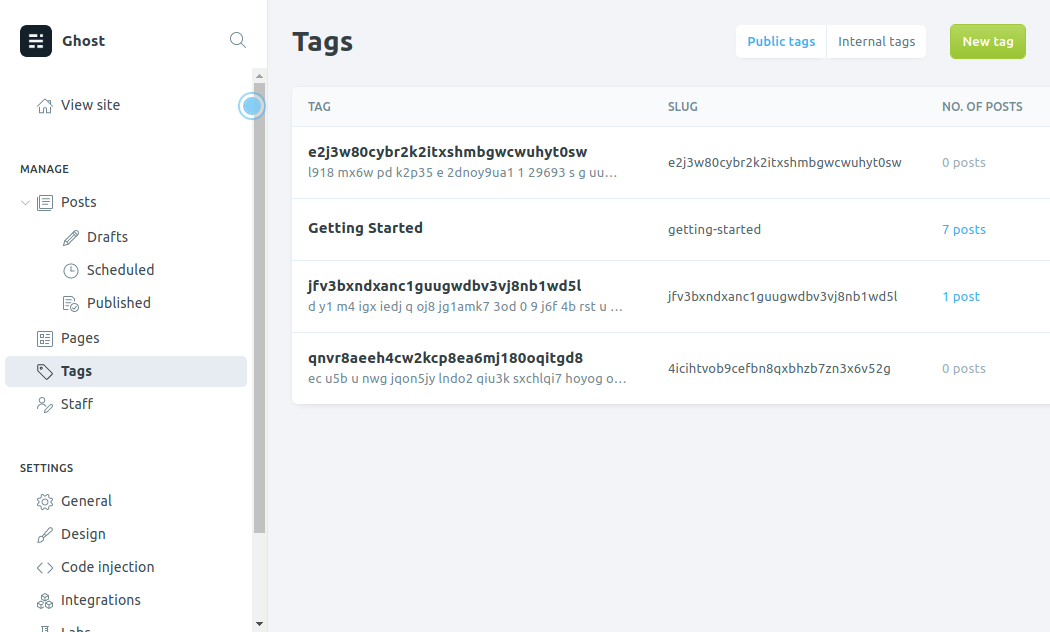 Ghost
View site
MANAGE
Posts
Drafts
Scheduled
Published
Pages
Tags
Staff
SETTINGS
General
Design
Code injection
Integrations
Labs
Tags
Public tags
Internal tags
New tag
TAG SLUG NO. OF POSTS
e2j3w80cybr2k2itxshmbgwcwuhyt0sw
l918 mx6w pd k2p35 e 2dnoy9ua1 1 29693 s g uu…
e2j3w80cybr2k2itxshmbgwcwuhyt0sw
0 posts
Getting Started
getting-started
7 posts
jfv3bxndxanc1guugwdbv3vj8nb1wd5l
d y1 m4 igx iedj q oj8 jg1amk7 3od 0 9 j6f 4b rst u …
jfv3bxndxanc1guugwdbv3vj8nb1wd5l
1 post
qnvr8aeeh4cw2kcp8ea6mj180oqitgd8
ec u5b u nwg jqon5jy lndo2 qiu3k sxchlqi7 hoyog o…
4icihtvob9cefbn8qxbhzb7zn3x6v52g
0 posts